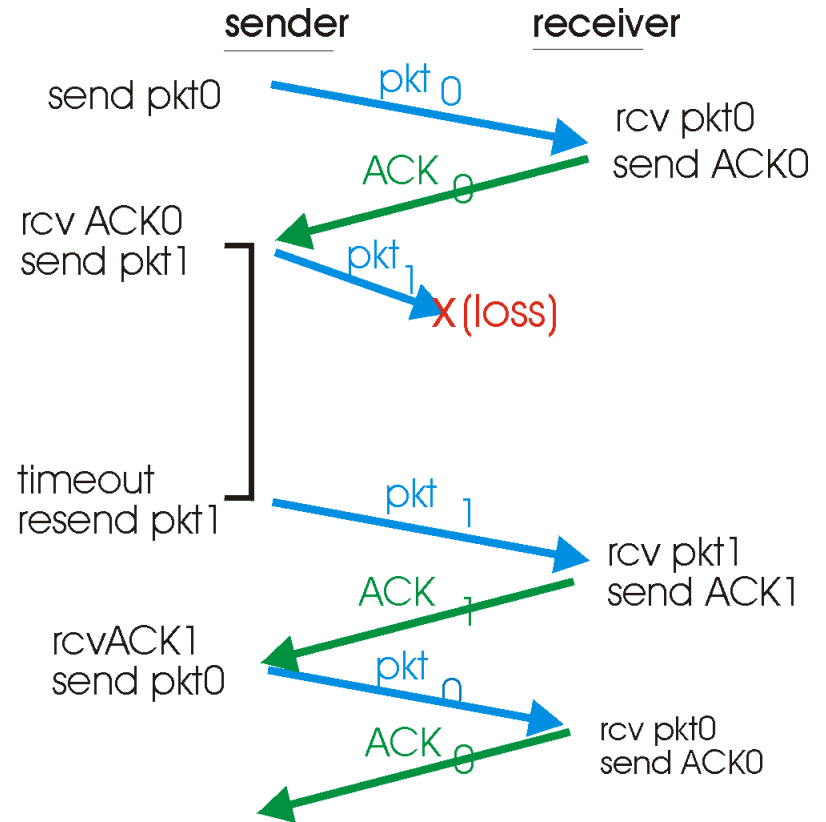 sender
receiver
send pkt0
pkt 0
rcv pkt0
send ACK0
ACK 0
rcv ACK0
send pkt1
pkt 1
X (loss)
timeout
resend pkt1
pkt 1
rcv pkt1
send ACK1
ACK 1
rcvACK1
send pkt0
pkt 0
rcv pkt0
send ACK0
ACK 0